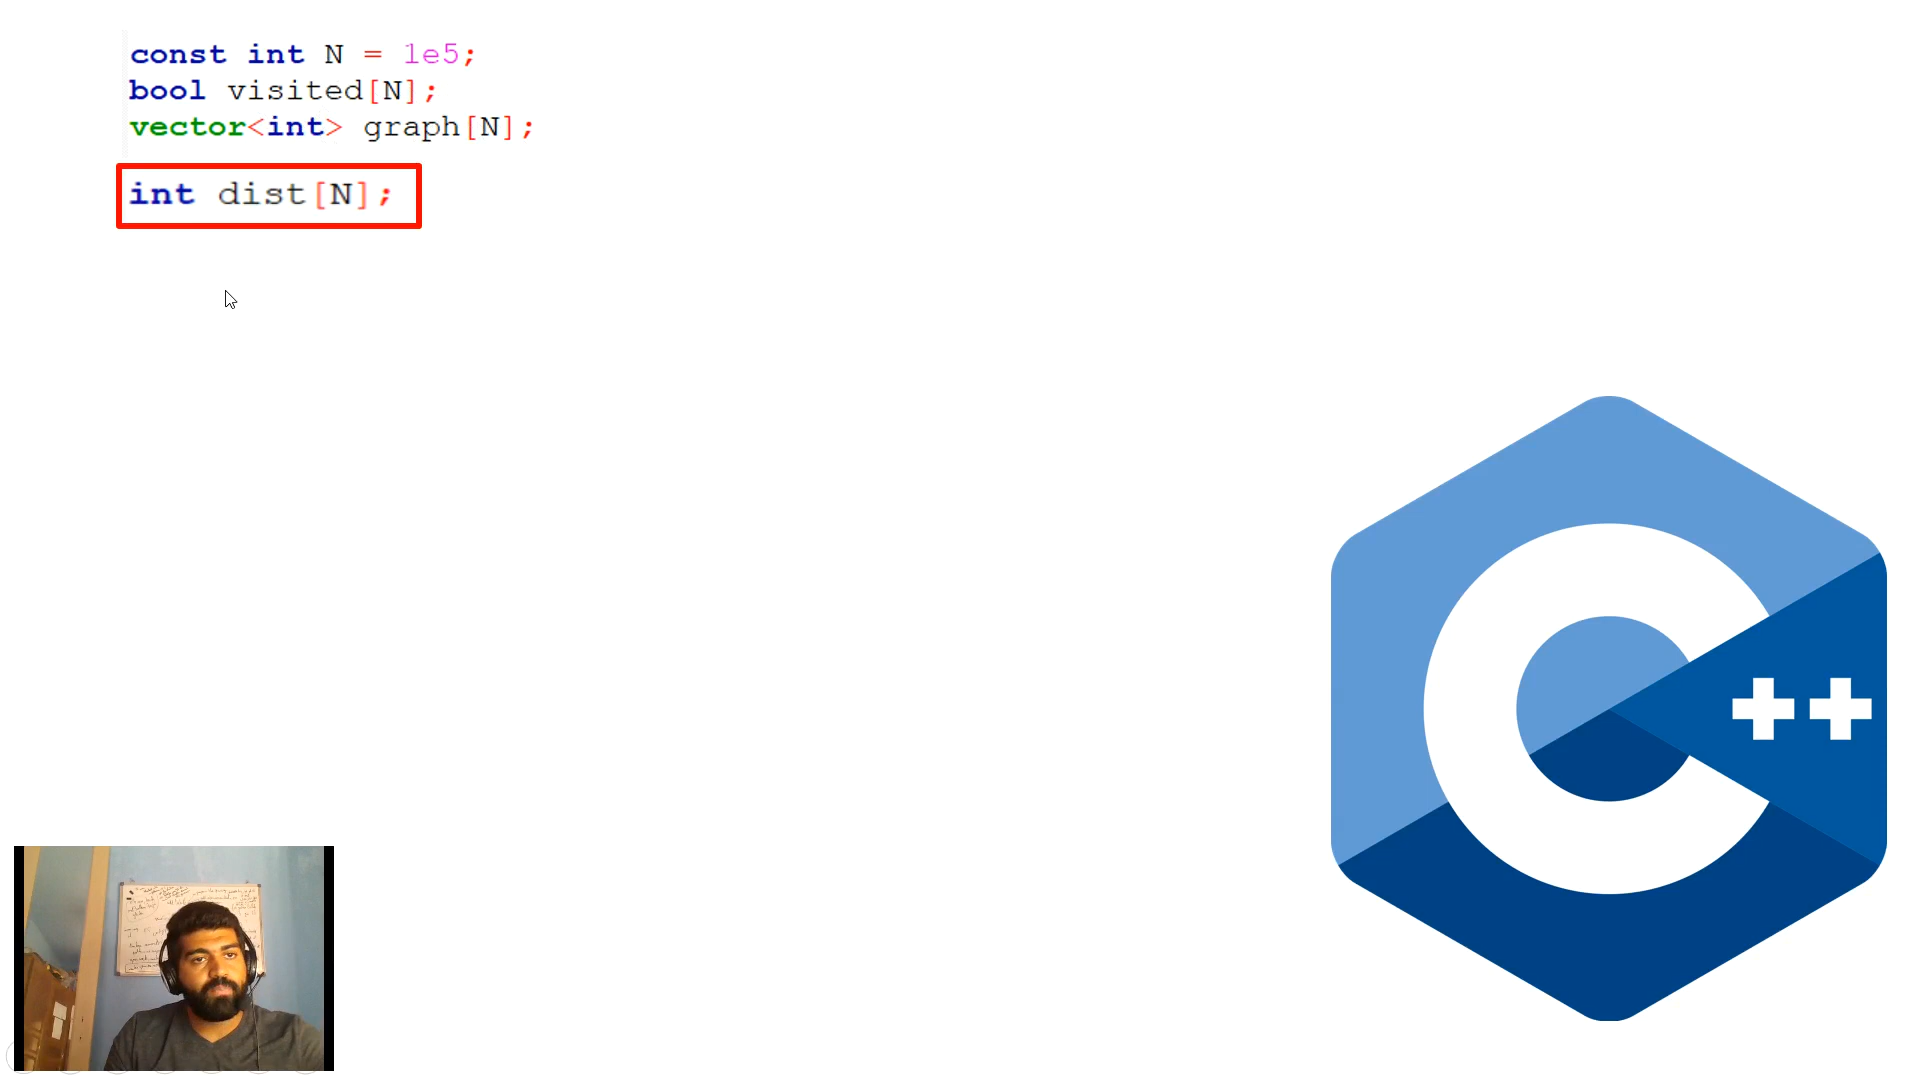 const int N = 1e5;
bool visited[N];
vector<int> graph[N];
int dist[N];
C++